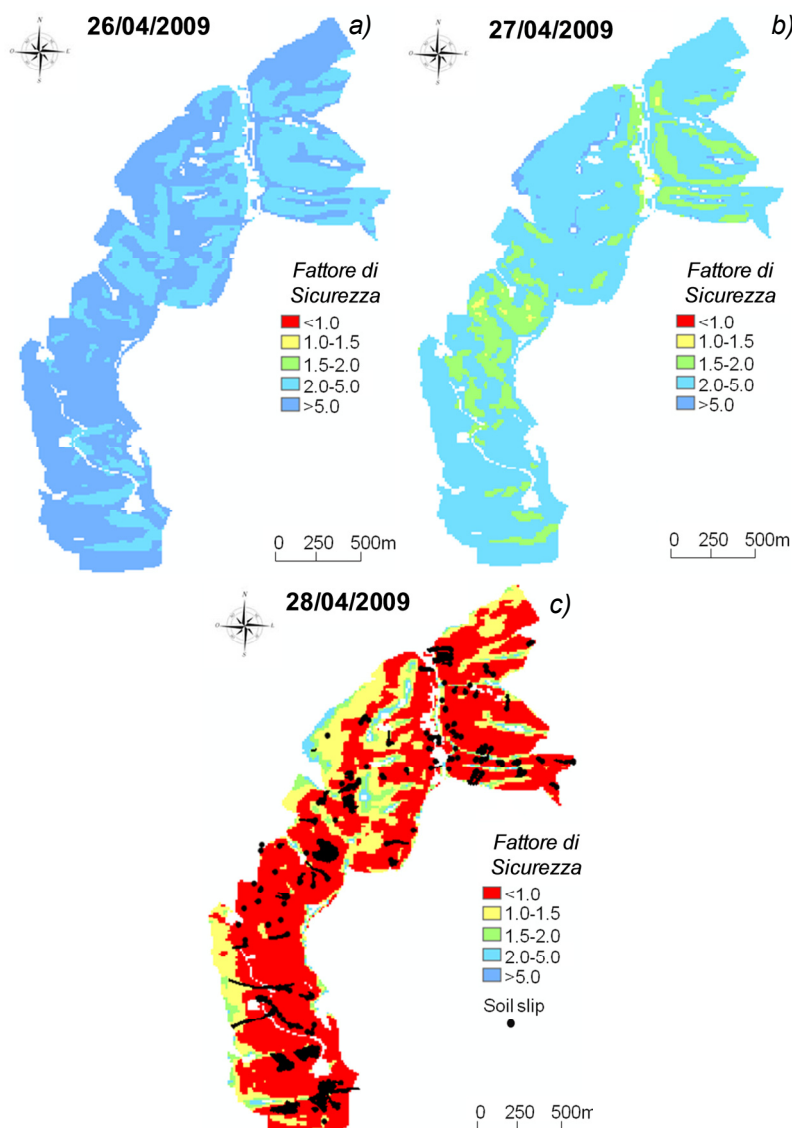 26/04/2009
a)
N
O
L
S
Fattore di
Sicurezza
<1.0
1.0-1.5
1.5-2.0
2.0-5.0
>5.0
0 250 500m
27/04/2009
b)
N
O
L
S
Fattore di
Sicurezza
<1.0
1.0-1.5
1.5-2.0
2.0-5.0
>5.0
0 250 500m
28/04/2009
c)
N
O
L
S
Fattore di
Sicurezza
<1.0
1.0-1.5
1.5-2.0
2.0-5.0
>5.0
Soil slip
0 250 500m